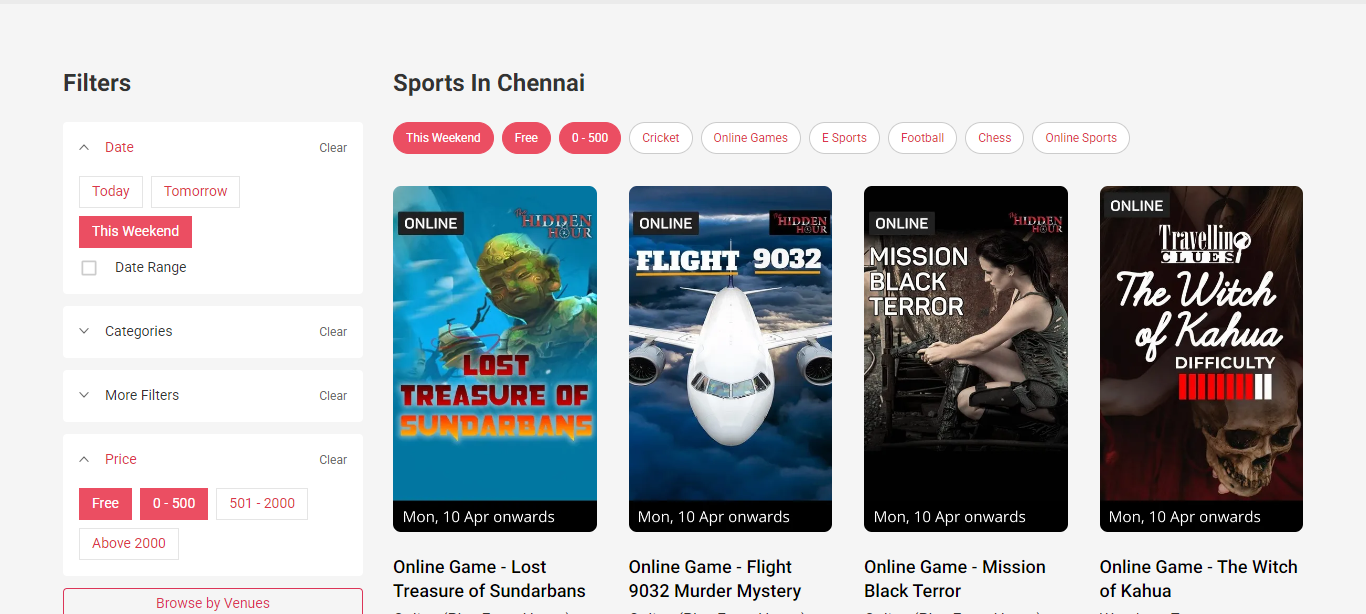 Filters
Date
Clear
Today
Tomorrow
This Weekend
Date Range
Categories
Clear
More Filters
Clear
Price
Clear
Free
0 - 500
501 - 2000
Above 2000
Browse by Venues
Sports In Chennai
This Weekend
Free
0 - 500
Cricket
Online Games
E Sports
Football
Chess
Online Sports
ONLINE
The HIDDEN
HOUR
LOST
TREASURE OF
SUNDARBANS
Mon, 10 Apr onwards
Online Game - Lost
Treasure of Sundarbans
ONLINE
The HIDDEN
HOUR
FLIGHT 9032
Mon, 10 Apr onwards
Online Game - Flight
9032 Murder Mystery
ONLINE
The HIDDEN
HOUR
MISSION
BLACK
TERROR
Mon, 10 Apr onwards
Online Game - Mission
Black Terror
ONLINE
Travelling
CLUES
The Witch
of Kahua
DIFFICULTY
Mon, 10 Apr onwards
Online Game - The Witch
of Kahua